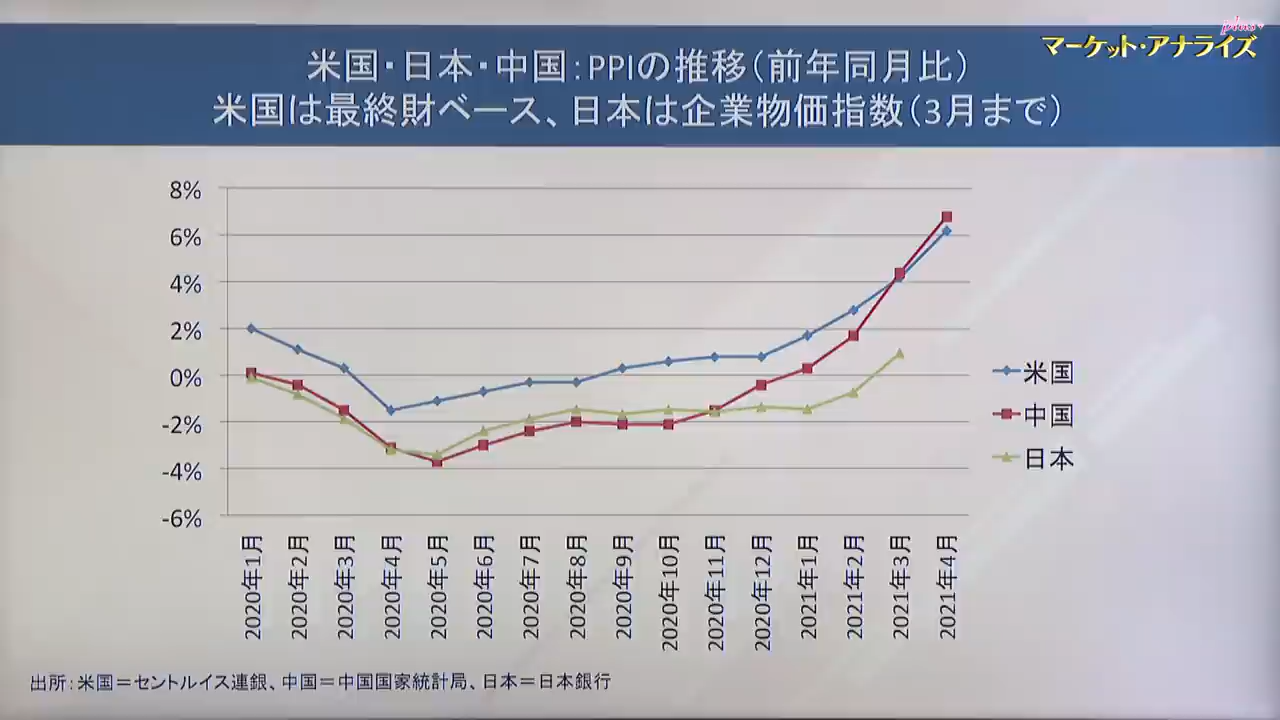 plus+
マーケット・アナライズ
米国・日本・中国：PPIの推移（前年同月比）
米国は最終財ベース、日本は企業物価指数（3月まで）
8%
6%
4%
2%
0%
-2%
-4%
-6%
米国
中国
日本
2020年1月
2020年2月
2020年3月
2020年4月
2020年5月
2020年6月
2020年7月
2020年8月
2020年9月
2020年10月
2020年11月
2020年12月
2021年1月
2021年2月
2021年3月
2021年4月
出所：米国＝セントルイス連銀、中国＝中国国家統計局、日本＝日本銀行